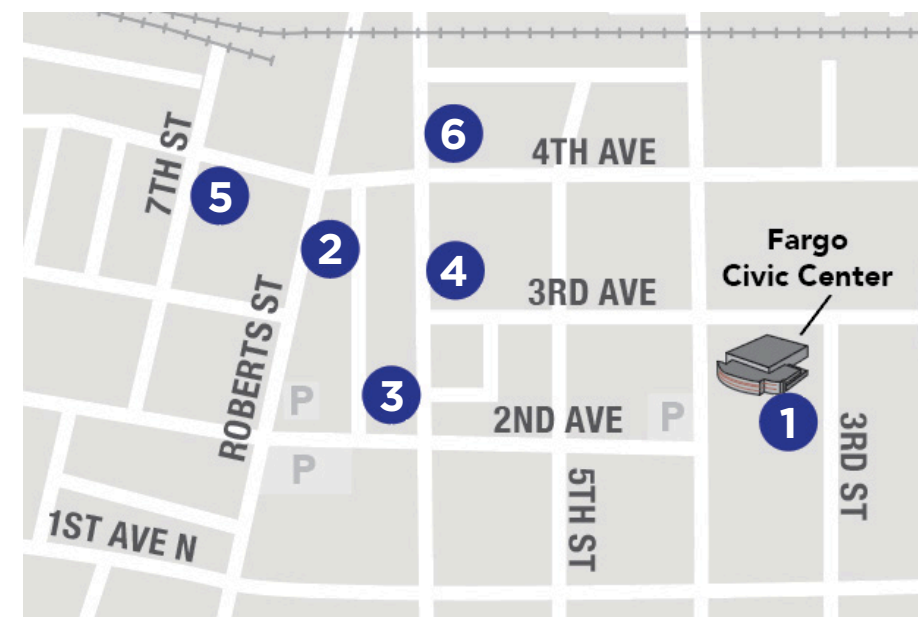 6
4TH AVE
7TH ST
5
2
Fargo
Civic Center
4
3RD AVE
ROBERTS ST
P
3
2ND AVE
P
1
3RD ST
P
5TH ST
1ST AVE N